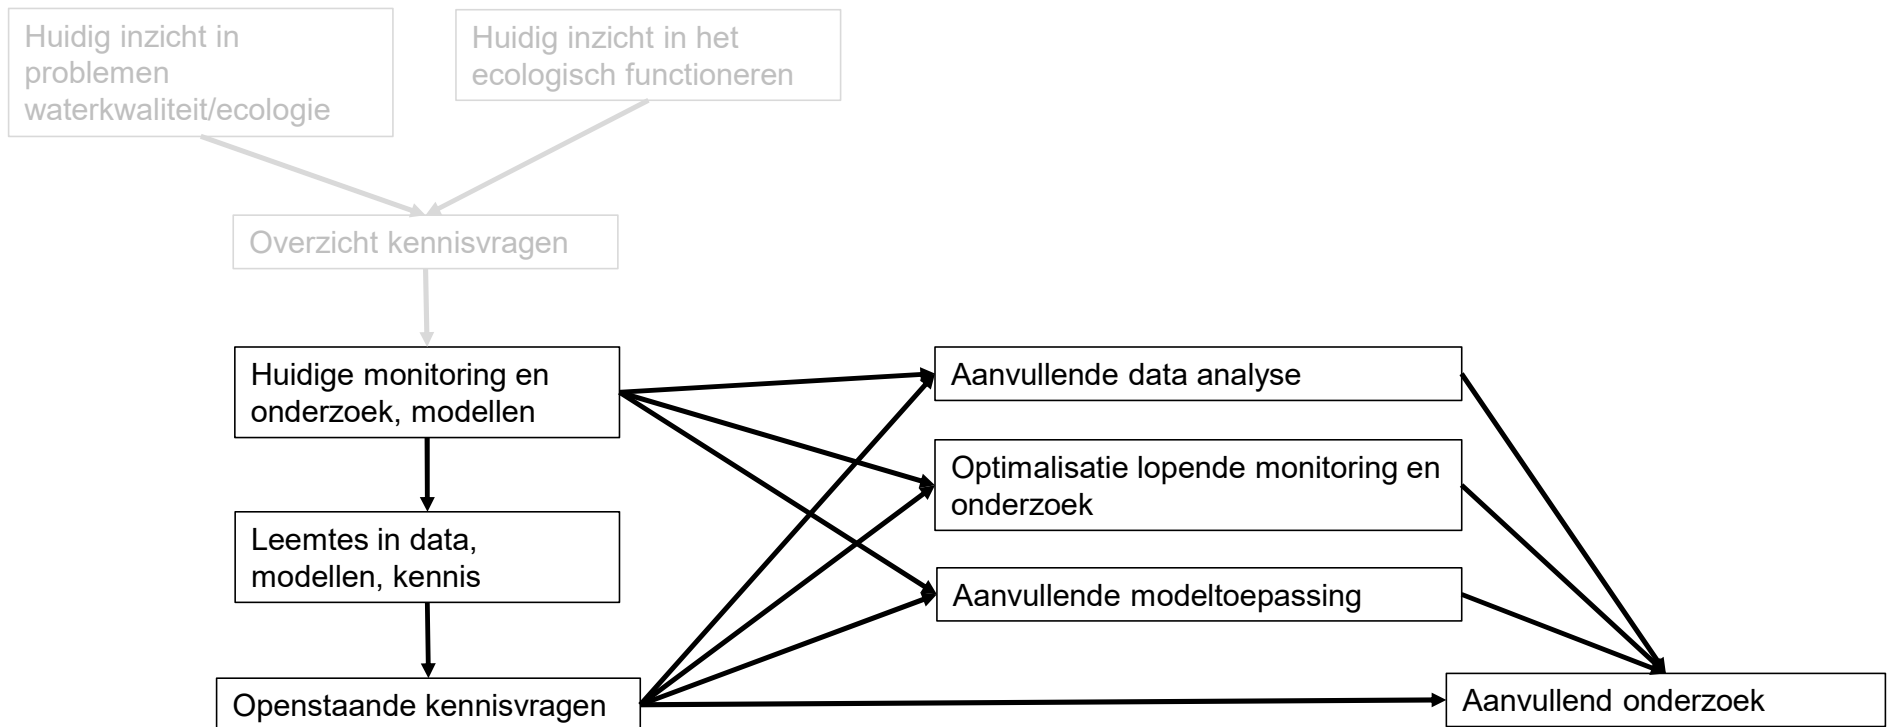 Huidig inzicht in
problemen
waterkwaliteit/ecologie
Huidig inzicht in het
ecologisch functioneren
Overzicht kennisvragen
Huidige monitoring en
onderzoek, modellen
Aanvullende data analyse
Optimalisatie lopende monitoring en
onderzoek
Leemtes in data,
modellen, kennis
Aanvullende modeltoepassing
Openstaande kennisvragen
Aanvullend onderzoek